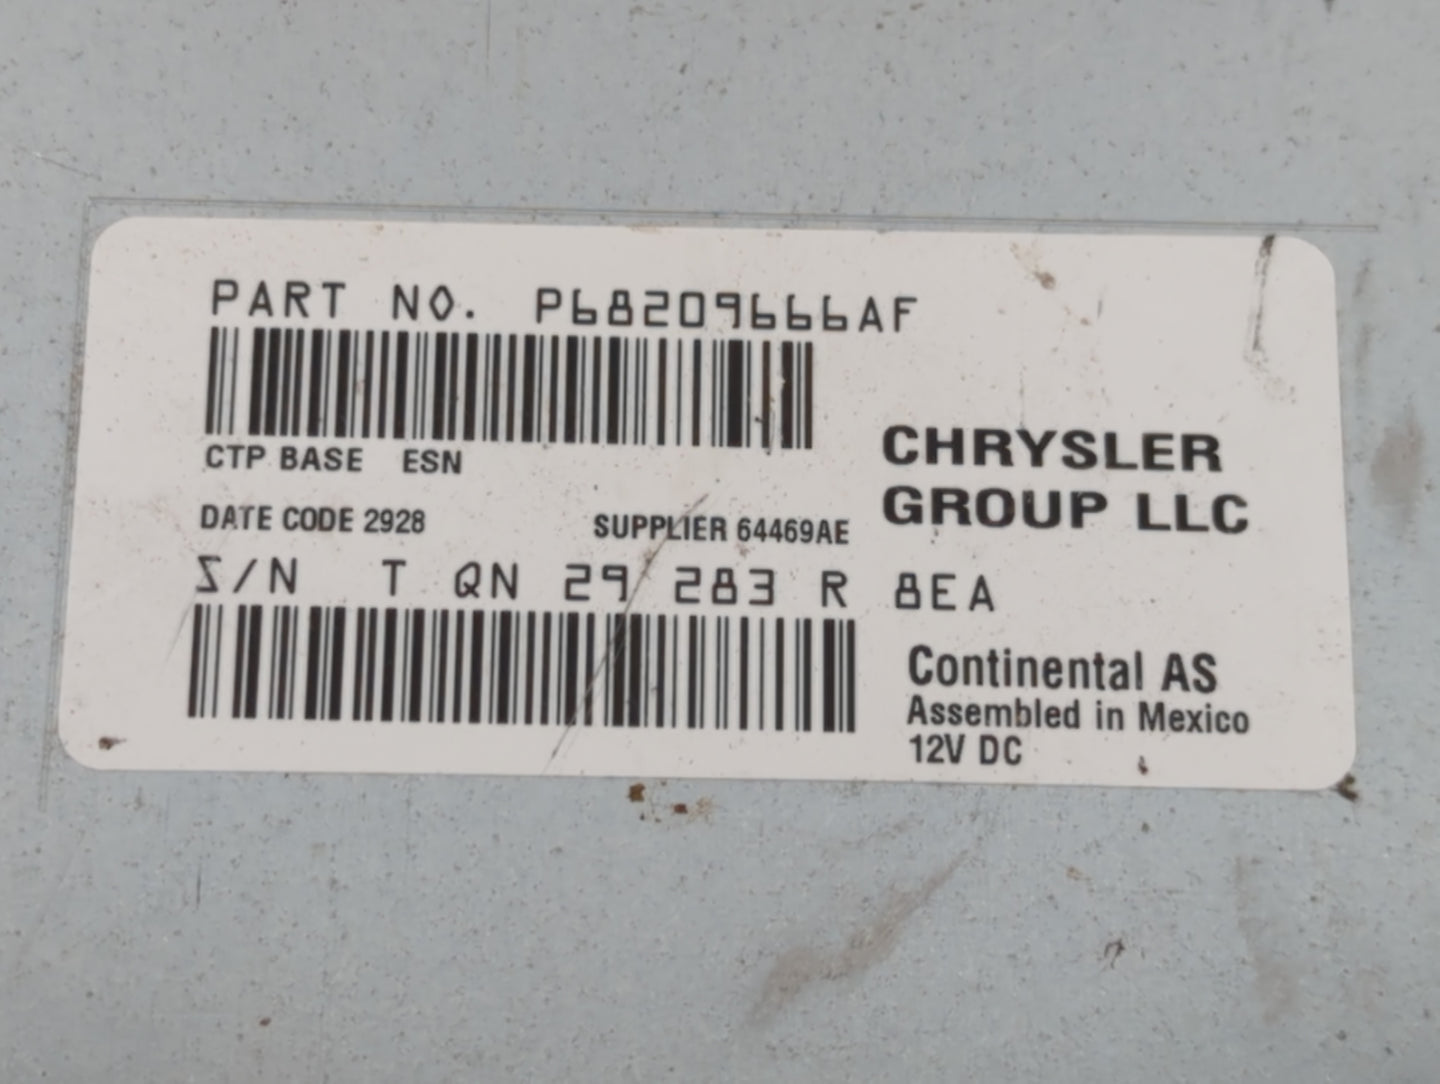 PART NO. P68209666AF
CTP BASE ESN
CHRYSLER
GROUP LLC
DATE CODE 2928 SUPPLIER 64469AE
S/N T QN 29 283 R 8EA
Continental AS
Assembled in Mexico
12V DC